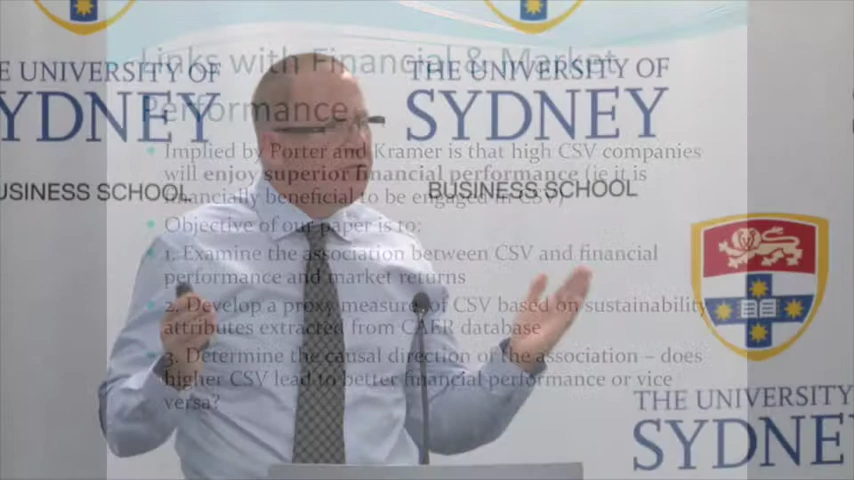 THE UNIVERSITY OF
SYDNEY
BUSINESS SCHOOL
THE UNIVERSITY OF
SYDNEY
BUSINESS SCHOOL
THE UNIVERSITY
SYDNEY
Links with Financial & Market
Performance
• Implied by Porter and Kramer is that high CSV companies
will enjoy superior financial performance (ie it is
financially beneficial to be engaged in CSV)
• Objective of our paper is to:
• 1. Examine the association between CSV and financial
performance and market returns
• 2. Develop a proxy measure of CSV based on sustainability
attributes extracted from CAER database
• 3. Determine the causal direction of the association – does
higher CSV lead to better financial performance or vice
versa?